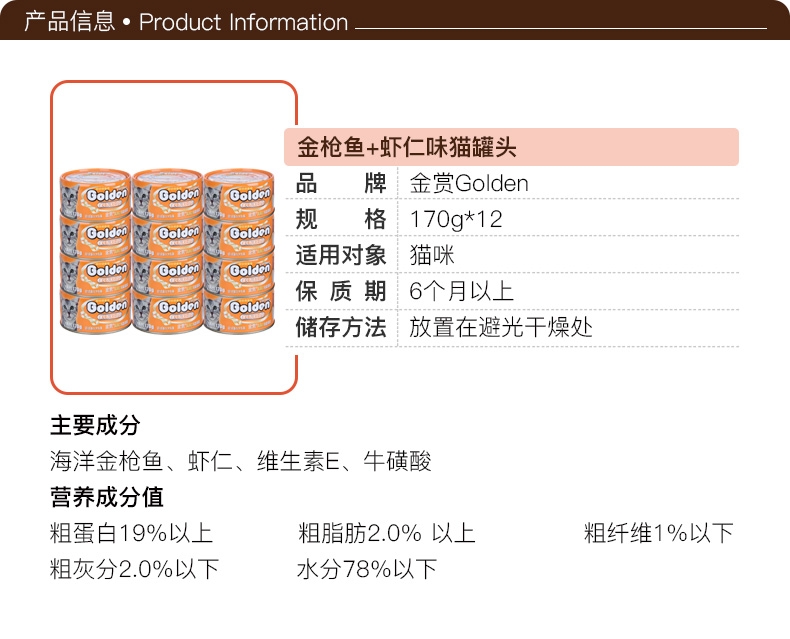 产品信息 • Product Information
金枪鱼+虾仁味猫罐头
品 牌 金赏Golden
规 格 170g*12
适用对象 猫咪
保 质 期 6个月以上
储存方法 放置在避光干燥处
Golden Golden Golden
Golden Golden Golden
Golden Golden Golden
Golden Golden Golden
主要成分
海洋金枪鱼、虾仁、维生素E、牛磺酸
营养成分值
粗蛋白19%以上 粗脂肪2.0% 以上 粗纤维1%以下
粗灰分2.0%以下 水分78%以下